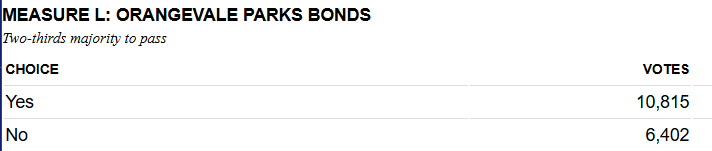 MEASURE L: ORANGEVALE PARKS BONDS
Two-thirds majority to pass
CHOICE VOTES
Yes 10,815
No 6,402